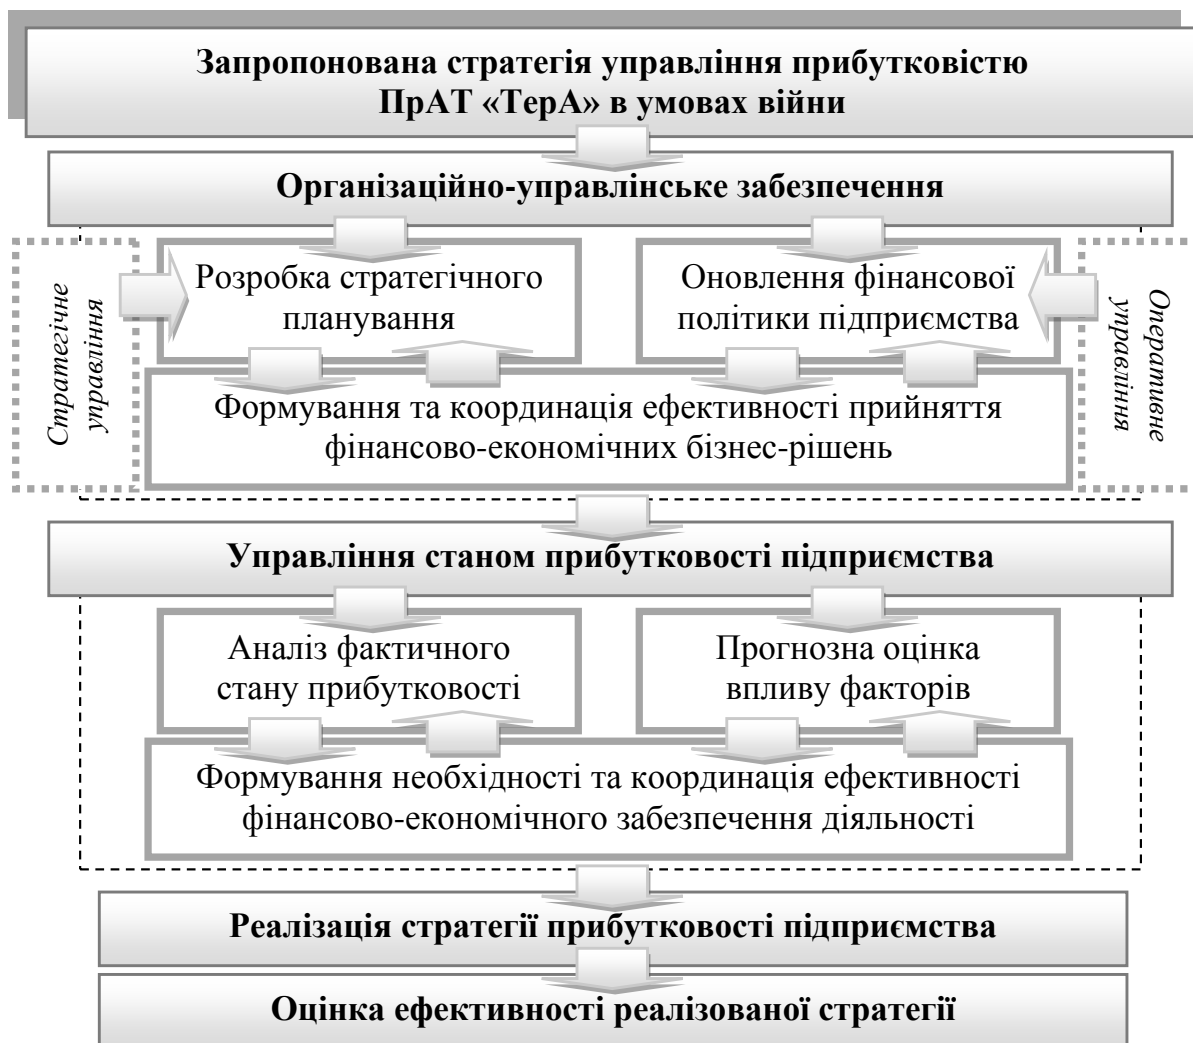 Запропонована стратегія управління прибутковістю
ПрАТ «ТерА» в умовах війни
Організаційно-управлінське забезпечення
Стратегічне
управління
Розробка стратегічного
планування
Оновлення фінансової
політики підприємства
Оперативне
управління
Формування та координація ефективності прийняття
фінансово-економічних бізнес-рішень
Управління станом прибутковості підприємства
Аналіз фактичного
стану прибутковості
Прогнозна оцінка
впливу факторів
Формування необхідності та координація ефективності
фінансово-економічного забезпечення діяльності
Реалізація стратегії прибутковості підприємства
Оцінка ефективності реалізованої стратегії